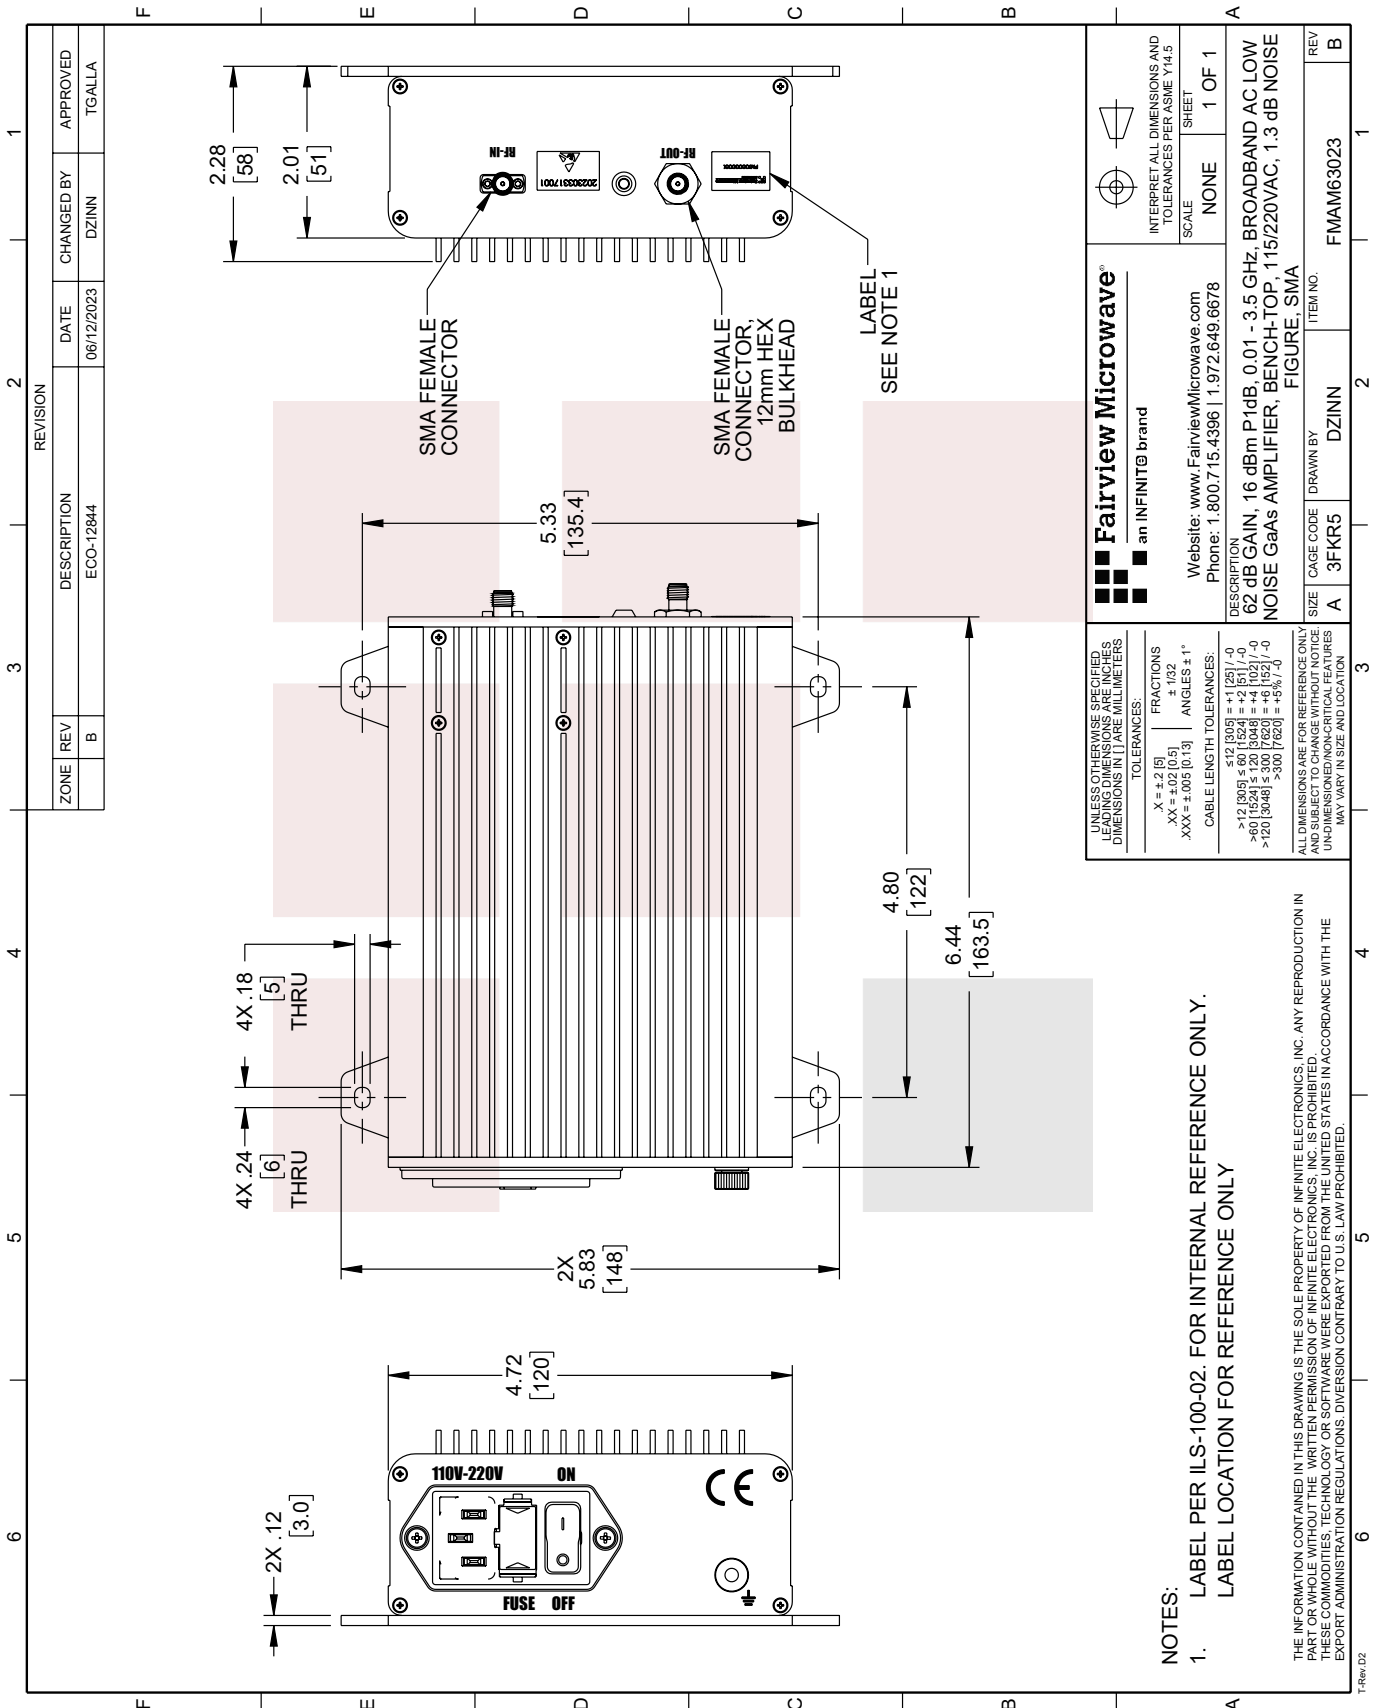 REVISION
ZONE REV DESCRIPTION DATE CHANGED BY APPROVED
B ECO-12844 06/12/2023 DZINN TGALLA
6 5 4 3 2 1
F
E
D
C
B
A
2X .12
[3.0]
110V-220V
ON
FUSE OFF
CE
4.72
[120]
2X
5.83
[148]
4X .24
[6]
THRU
4X .18
[5]
THRU
4.80
[122]
6.44
[163.5]
5.33
[135.4]
2.28
[58]
2.01
[51]
RF-IN
20230317001
RF-OUT
SMA FEMALE
CONNECTOR
SMA FEMALE
CONNECTOR,
12mm HEX
BULKHEAD
LABEL
SEE NOTE 1
NOTES:
1. LABEL PER ILS-100-02. FOR INTERNAL REFERENCE ONLY.
LABEL LOCATION FOR REFERENCE ONLY
THE INFORMATION CONTAINED IN THIS DRAWING IS THE SOLE PROPERTY OF INFINITE ELECTRONICS, INC. ANY REPRODUCTION IN
PART OR WHOLE WITHOUT THE WRITTEN PERMISSION OF INFINITE ELECTRONICS, INC. IS PROHIBITED.
THESE COMMODITIES, TECHNOLOGY OR SOFTWARE WERE EXPORTED FROM THE UNITED STATES IN ACCORDANCE WITH THE
EXPORT ADMINISTRATION REGULATIONS. DIVERSION CONTRARY TO U.S. LAW PROHIBITED.
UNLESS OTHERWISE SPECIFIED
LEADING DIMENSIONS ARE INCHES
DIMENSIONS IN [ ] ARE MILLIMETERS
TOLERANCES:
.X = ±.2 [5]
.XX = ±.02 [0.5]
.XXX = ±.005 [0.13]
FRACTIONS
± 1/32
ANGLES ± 1°
CABLE LENGTH TOLERANCES:
≤12 [305] = +1 [25] / -0
>12 [305] ≤ 60 [1524] = +2 [51] / -0
>60 [1524] ≤ 120 [3048] = +4 [102] / -0
>120 [3048] ≤ 300 [7620] = +6 [152] / -0
>300 [7620] = +5% / -0
ALL DIMENSIONS ARE FOR REFERENCE ONLY
AND SUBJECT TO CHANGE WITHOUT NOTICE.
UN-DIMENSIONED/NON-CRITICAL FEATURES
MAY VARY IN SIZE AND LOCATION
Fairview Microwave®
an INFINIT® brand
Website: www.FairviewMicrowave.com
Phone: 1.800.715.4396 | 1.972.649.6678
INTERPRET ALL DIMENSIONS AND
TOLERANCES PER ASME Y14.5
SCALE NONE
SHEET 1 OF 1
DESCRIPTION
62 dB GAIN, 16 dBm P1dB, 0.01 - 3.5 GHz, BROADBAND AC LOW
NOISE GaAs AMPLIFIER, BENCH-TOP, 115/220VAC, 1.3 dB NOISE
FIGURE, SMA
SIZE A
CAGE CODE 3FKR5
DRAWN BY DZINN
ITEM NO. FMAM63023
REV B
6 5 4 3 2 1
F
E
D
C
B
A
T-Rev.D2